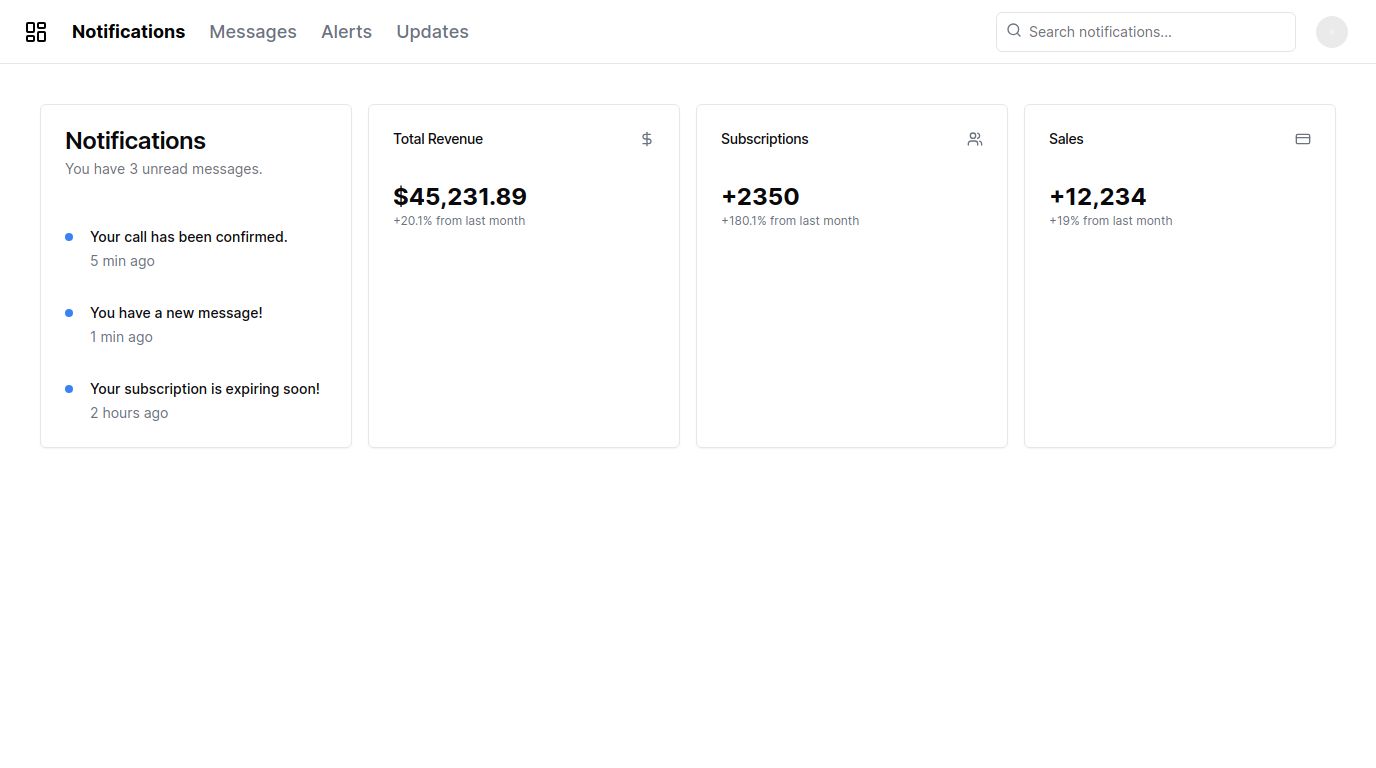 Notifications Messages Alerts Updates Search notifications...
Notifications
You have 3 unread messages.
Your call has been confirmed.
5 min ago
You have a new message!
1 min ago
Your subscription is expiring soon!
2 hours ago
Total Revenue
$45,231.89
+20.1% from last month
Subscriptions
+2350
+180.1% from last month
Sales
+12,234
+19% from last month